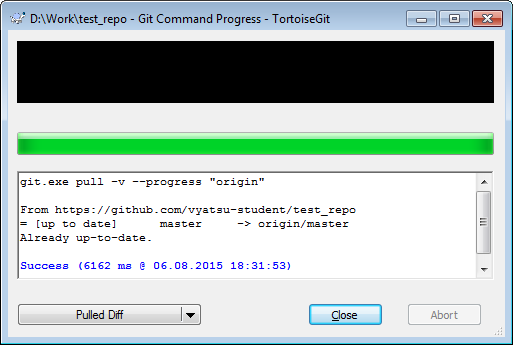 D:\Work\test_repo - Git Command Progress - TortoiseGit
git.exe pull -v --progress "origin"
From https://github.com/vyatsu-student/test_repo
= [up to date]      master     -> origin/master
Already up-to-date.
Success (6162 ms @ 06.08.2015 18:31:53)
Pulled Diff
Close
Abort